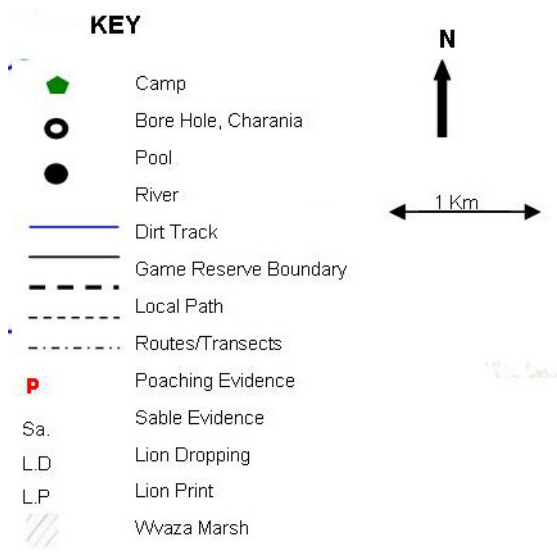 KEY
N
Camp
Bore Hole, Charania
Pool
River
1 Km
Dirt Track
Game Reserve Boundary
Local Path
Routes/Transects
P Poaching Evidence
Sa. Sable Evidence
L.D Lion Dropping
L.P Lion Print
Vwaza Marsh